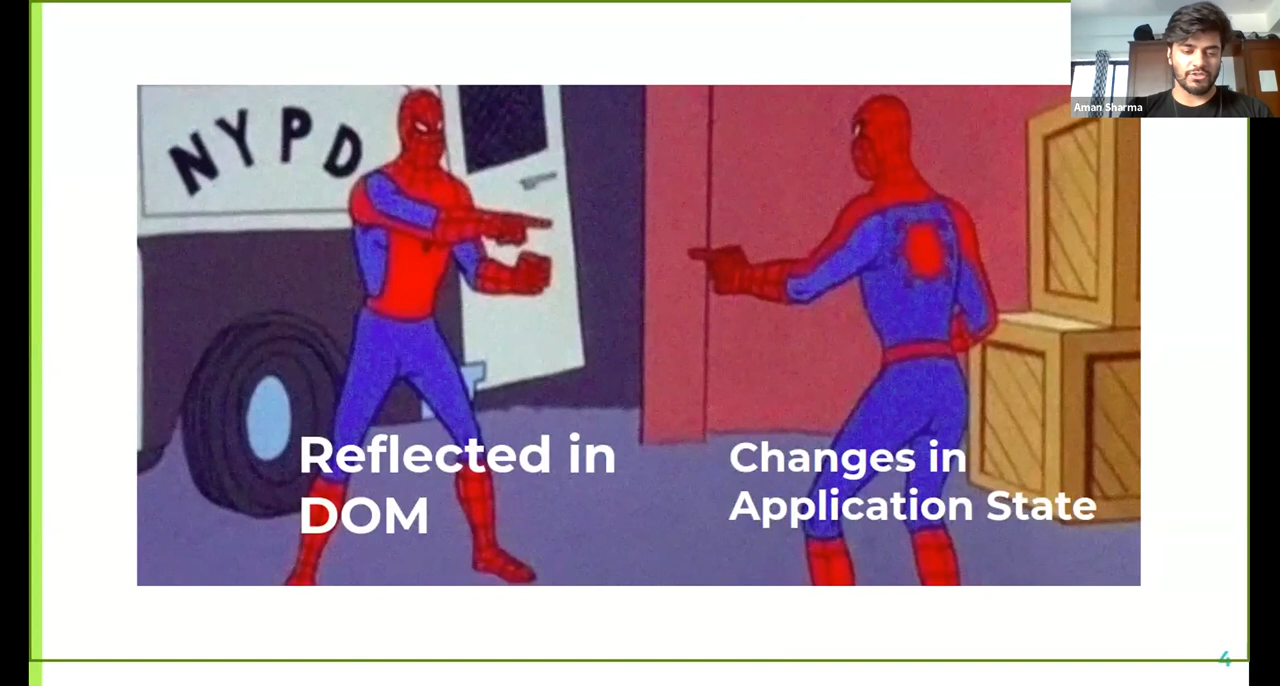 Aman Sharma
NYPD
Reflected in
DOM
Changes in
Application State
4